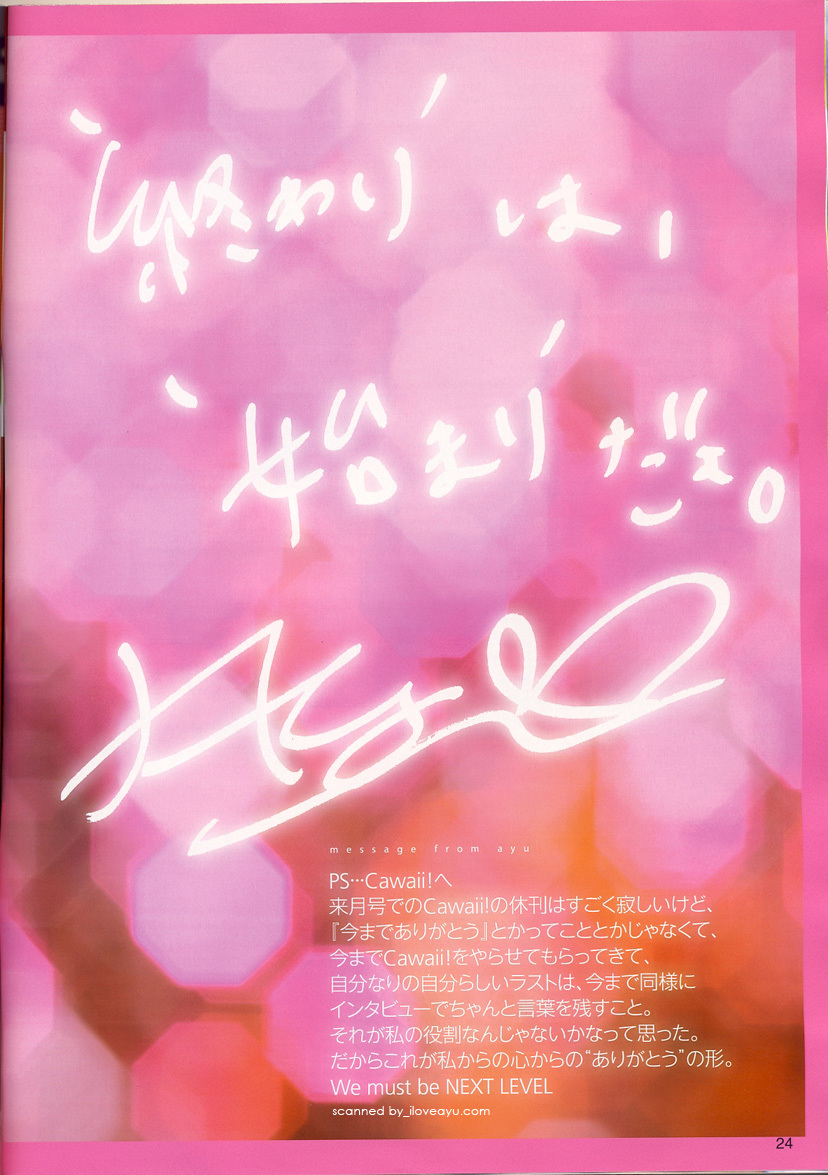 “終わり”は、
“始まり”だぇ。
message from ayu
PS…Cawaii!へ
来月号でのCawaii!の休刊はすごく寂しいけど、
『今までありがとう』とかってこととかじゃなくて、
今までCawaii!をやらせてもらってきて、
自分なりの自分らしいラストは、今まで同様に
インタビューでちゃんと言葉を残すこと。
それが私の役割なんじゃないかなって思った。
だからこれが私からの心からの“ありがとう”の形。
We must be NEXT LEVEL
scanned by_iloveayu.com
24